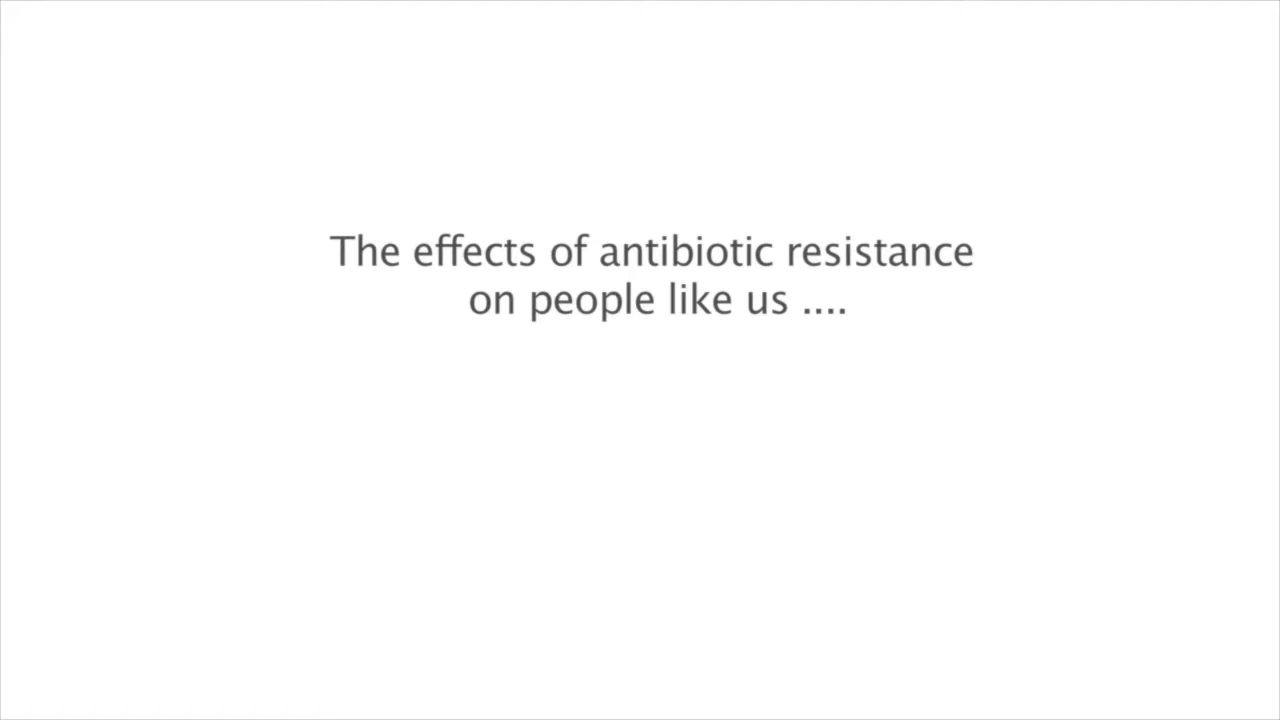 The effects of antibiotic resistance
on people like us ....